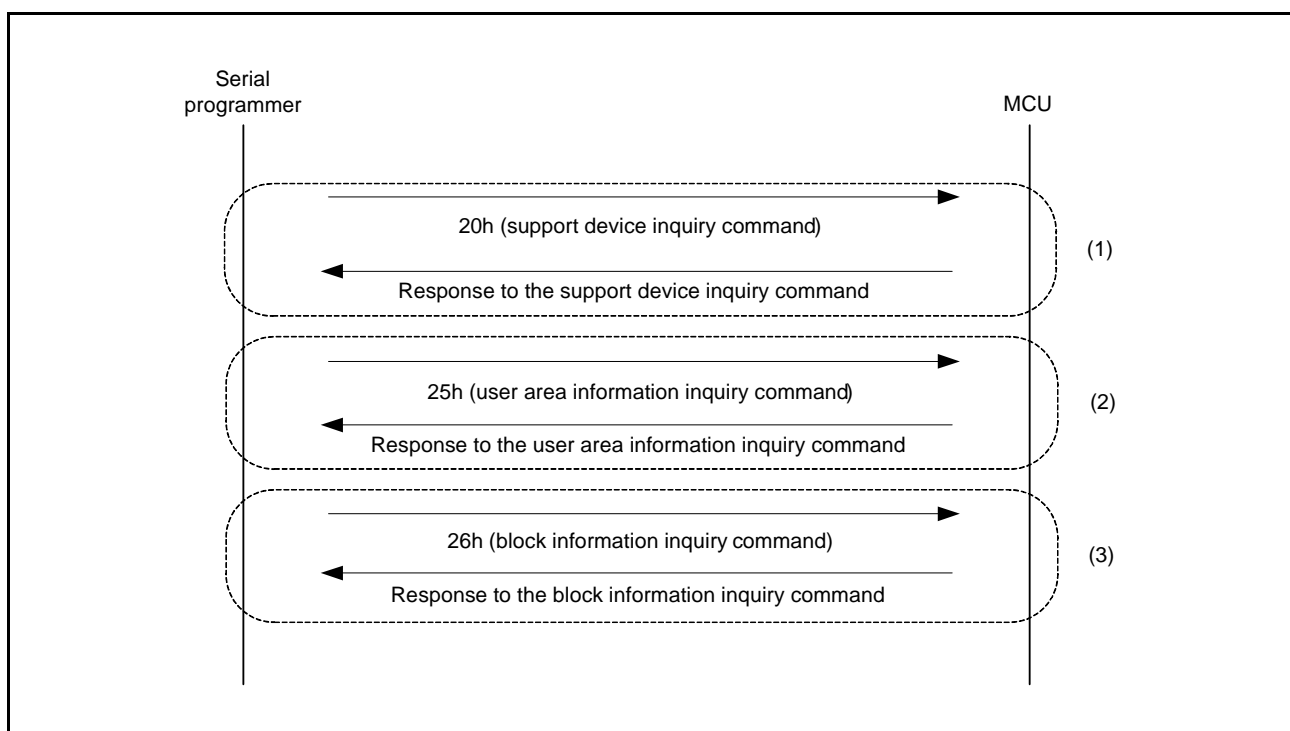 Serial
programmer
MCU
20h (support device inquiry command)
(1)
Response to the support device inquiry command
25h (user area information inquiry command)
(2)
Response to the user area information inquiry command
26h (block information inquiry command)
(3)
Response to the block information inquiry command